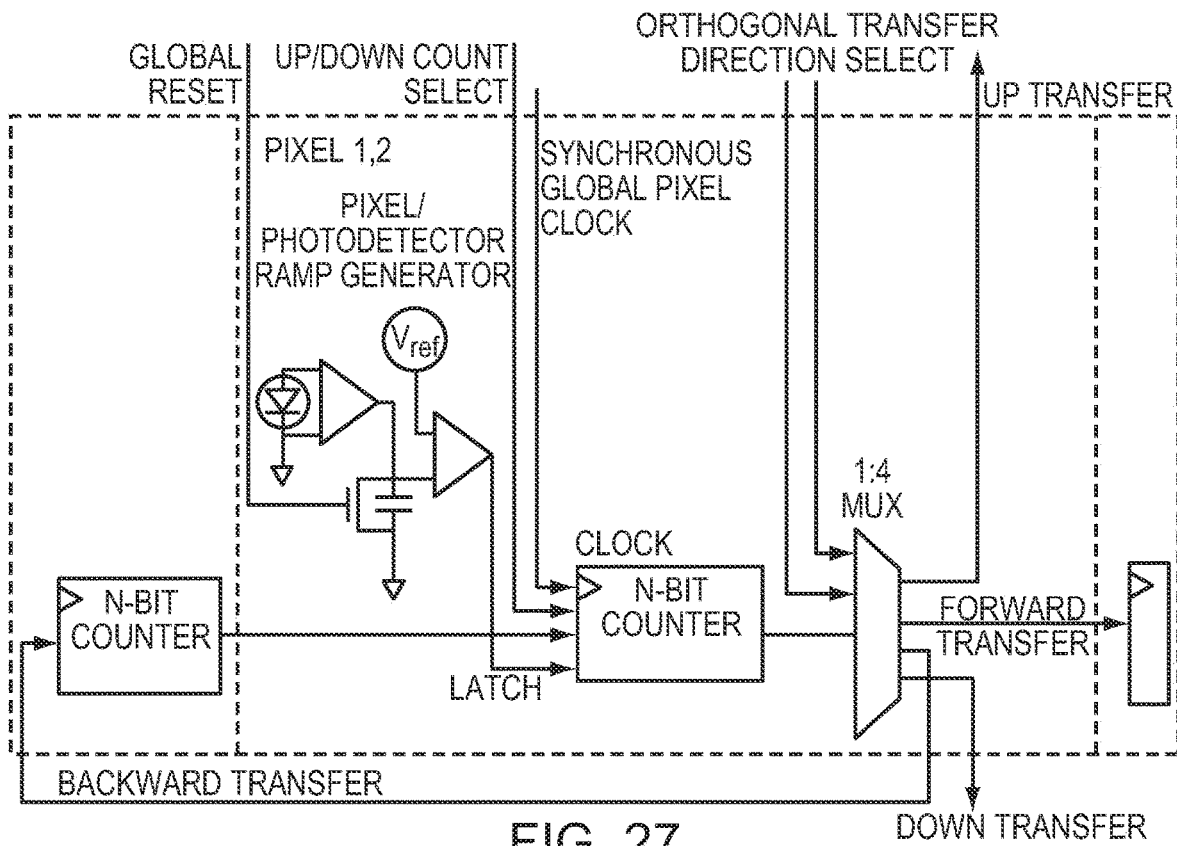 GLOBAL
RESET
UP/DOWN COUNT
SELECT
ORTHOGONAL TRANSFER
DIRECTION SELECT
UP TRANSFER
PIXEL 1,2
PIXEL/
PHOTODETECTOR
RAMP GENERATOR
SYNCHRONOUS
GLOBAL PIXEL
CLOCK
Vref
1:4
MUX
CLOCK
N-BIT
COUNTER
N-BIT
COUNTER
FORWARD
TRANSFER
LATCH
BACKWARD TRANSFER
DOWN TRANSFER
FIG. 27